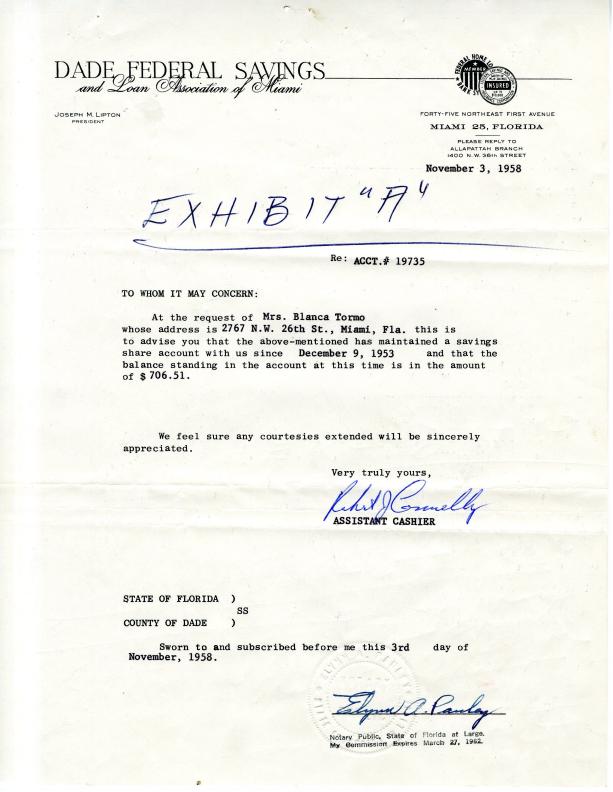 DADE FEDERAL SAVINGS
and Loan Association of Miami
JOSEPH M. LIPTON
PRESIDENT
FEDERAL HOME LOAN BANK
MEMBER
INSURED
FORTY-FIVE NORTHEAST FIRST AVENUE
MIAMI 25, FLORIDA
PLEASE REPLY TO
ALLAPATTAH BRANCH
1400 N.W. 36TH STREET
November 3, 1958
EXHIBIT "A"
Re: ACCT.# 19735
TO WHOM IT MAY CONCERN:
At the request of Mrs. Blanca Tormo
whose address is 2767 N.W. 26th St., Miami, Fla. this is
to advise you that the above-mentioned has maintained a savings
share account with us since December 9, 1953 and that the
balance standing in the account at this time is in the amount
of $ 706.51.
We feel sure any courtesies extended will be sincerely
appreciated.
Very truly yours,
Robert J Connelly
ASSISTANT CASHIER
STATE OF FLORIDA )
SS
COUNTY OF DADE )
Sworn to and subscribed before me this 3rd day of
November, 1958.
A.
Notary Public, State of Florida at Large.
My Commission Expires March 27, 1962.